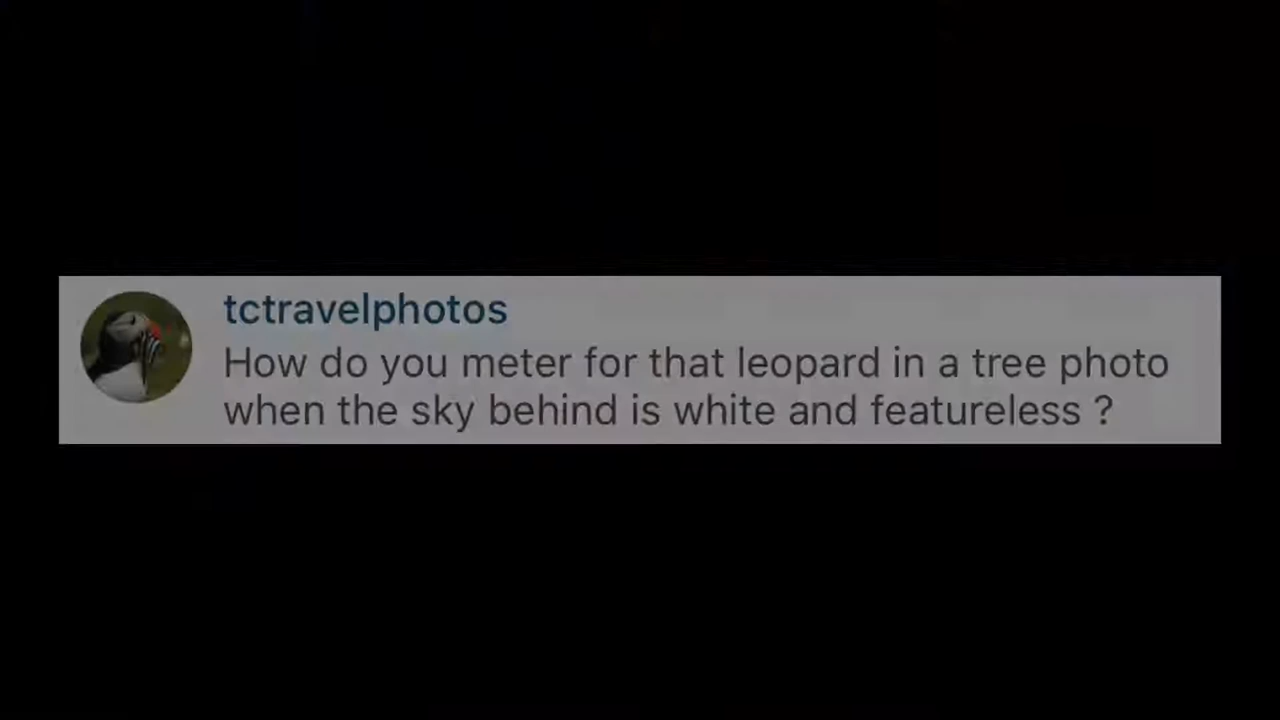 tctravelphotos
How do you meter for that leopard in a tree photo
when the sky behind is white and featureless ?